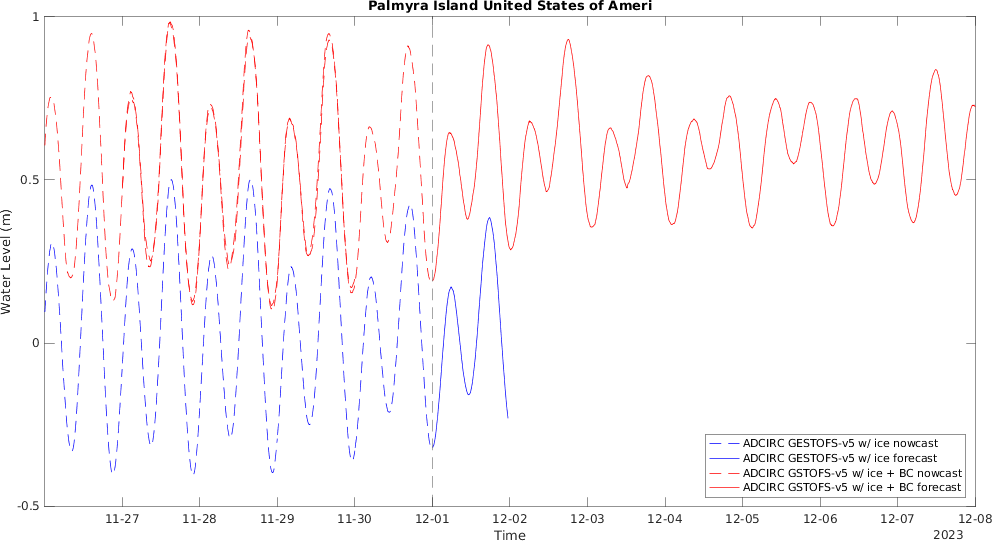 Palmyra Island United States of Ameri
1
0.5
0
-0.5
Water Level (m)
11-27 11-28 11-29 11-30 12-01 12-02 12-03 12-04 12-05 12-06 12-07 12-08
Time
2023
ADCIRC GESTOFS-v5 w/ ice nowcast
ADCIRC GESTOFS-v5 w/ ice forecast
ADCIRC GSTOFS-v5 w/ ice + BC nowcast
ADCIRC GSTOFS-v5 w/ ice + BC forecast